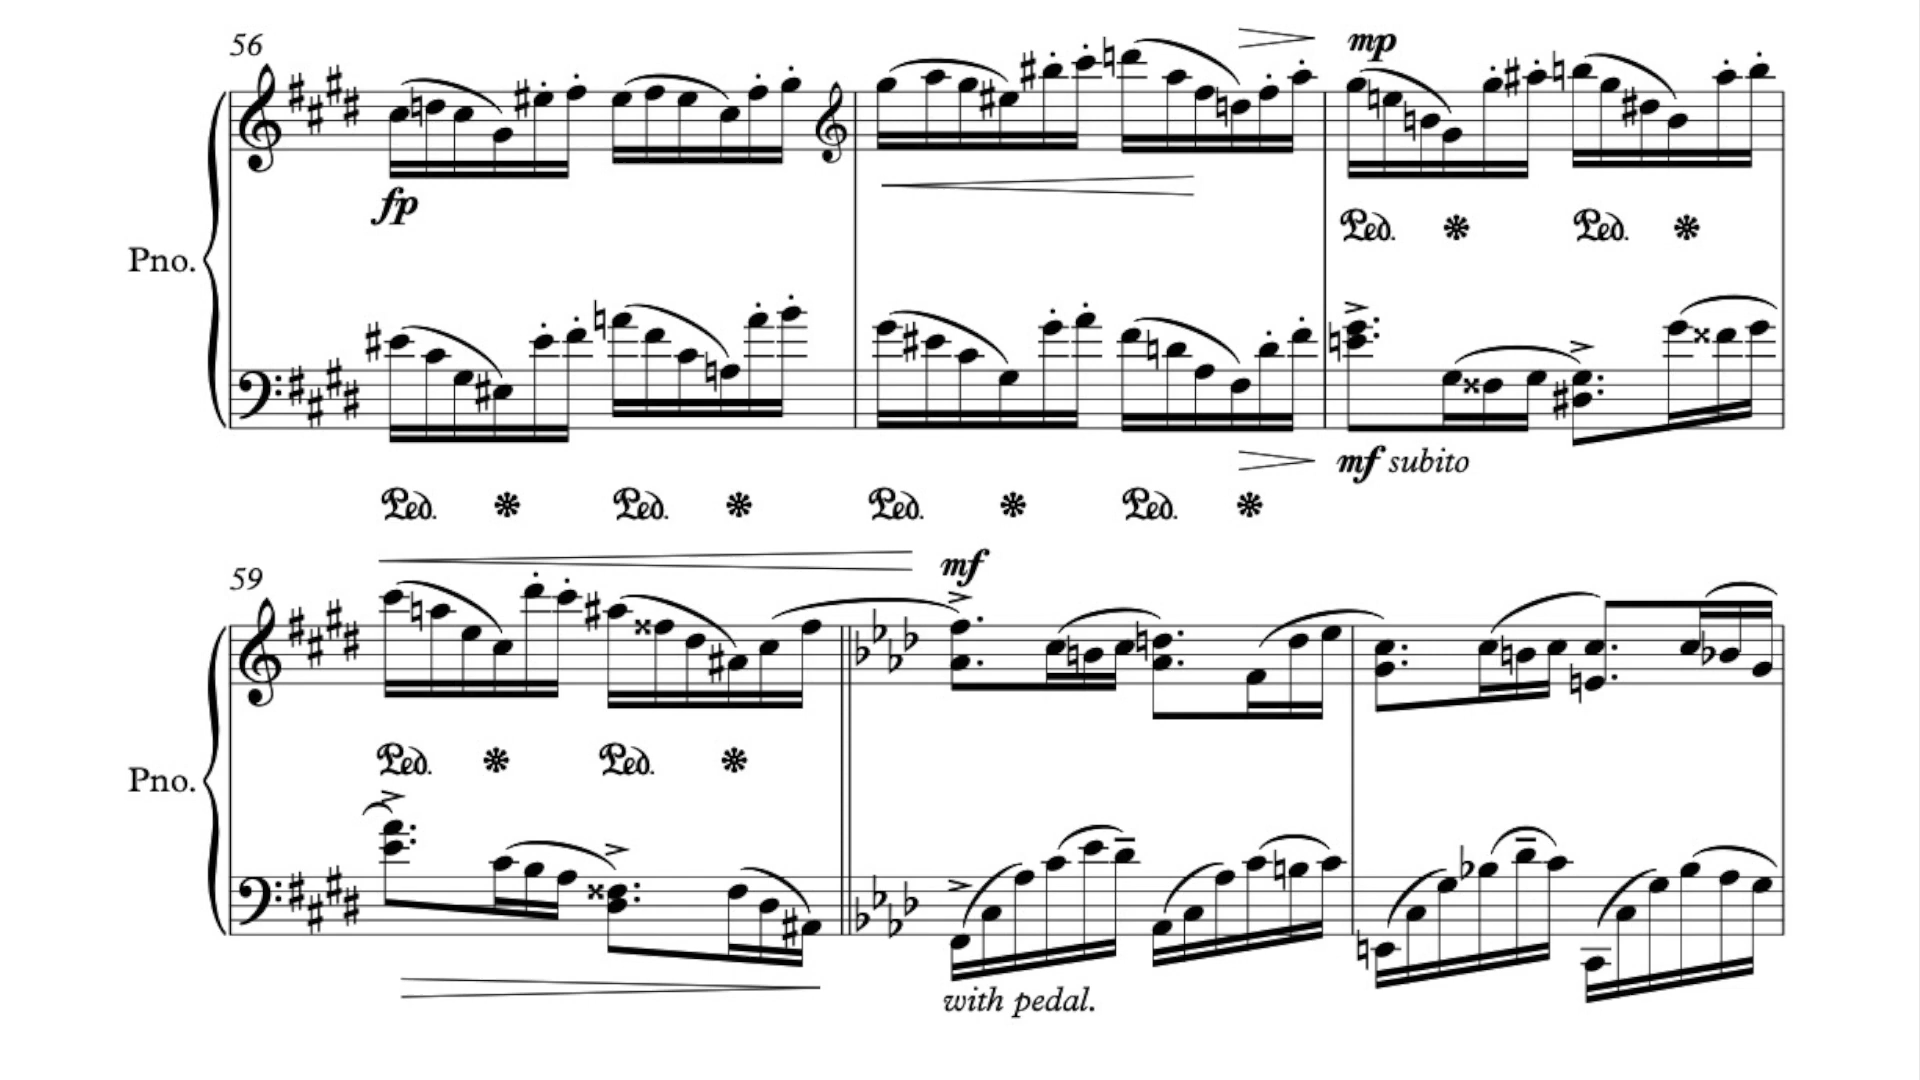 56
mp
fp
Ped. Ped.
Pno.
mf subito
Ped. Ped. Ped. Ped.
mf
59
Ped. Ped.
Pno.
with pedal.